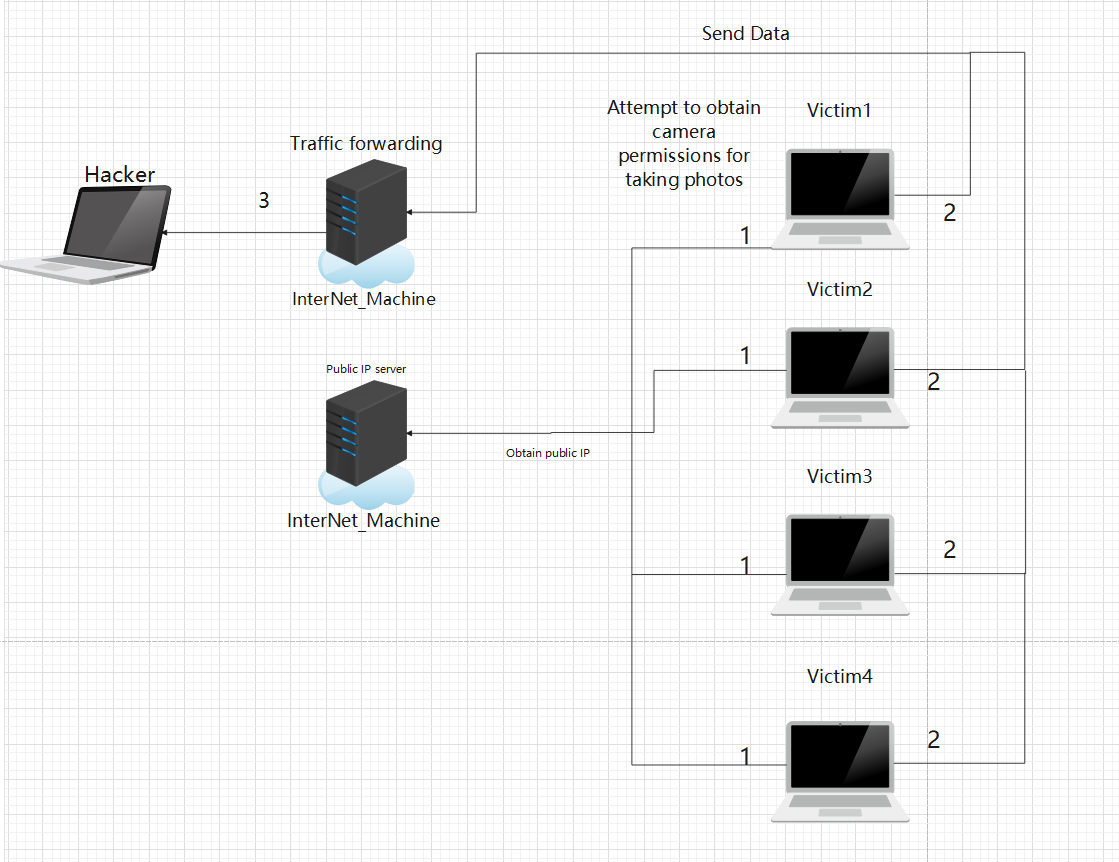 Send Data
Attempt to obtain
camera
permissions for
taking photos
Victim1
Traffic forwarding
Hacker
3
2
1
InterNet_Machine
Victim2
1
2
Public IP server
Obtain public IP
InterNet_Machine
Victim3
2
1
Victim4
2
1